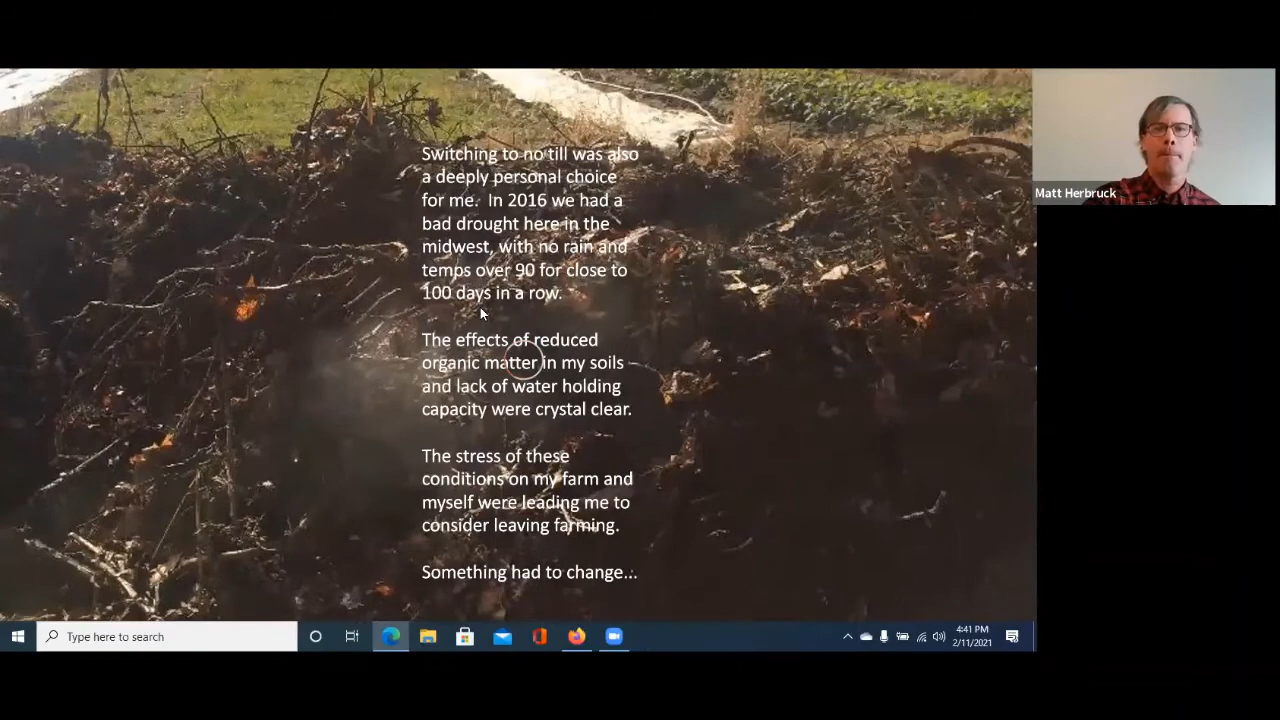 Switching to no till was also
a deeply personal choice
for me. In 2016 we had a
bad drought here in the
midwest, with no rain and
temps over 90 for close to
100 days in a row.
The effects of reduced
organic matter in my soils
and lack of water holding
capacity were crystal clear.
The stress of these
conditions on my farm and
myself were leading me to
consider leaving farming.
Something had to change...
Matt Herbruck
Type here to search
4:41 PM
2/11/2021